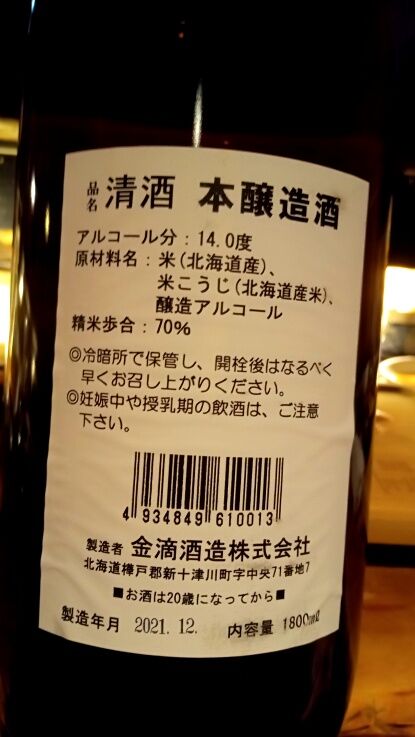 品名 清酒 本醸造酒
アルコール分：14.0度
原材料名：米(北海道産)、
米こうじ(北海道産米)、
醸造アルコール
精米歩合：70%
◎冷暗所で保管し、開栓後はなるべく
早くお召し上がりください。
◎妊娠中や授乳期の飲酒は、ご注意
下さい。
4 934849 610013
製造者 金滴酒造株式会社
北海道樺戸郡新十津川町字中央71番地7
■お酒は20歳になってから■
製造年月 2021.12. 内容量 1800